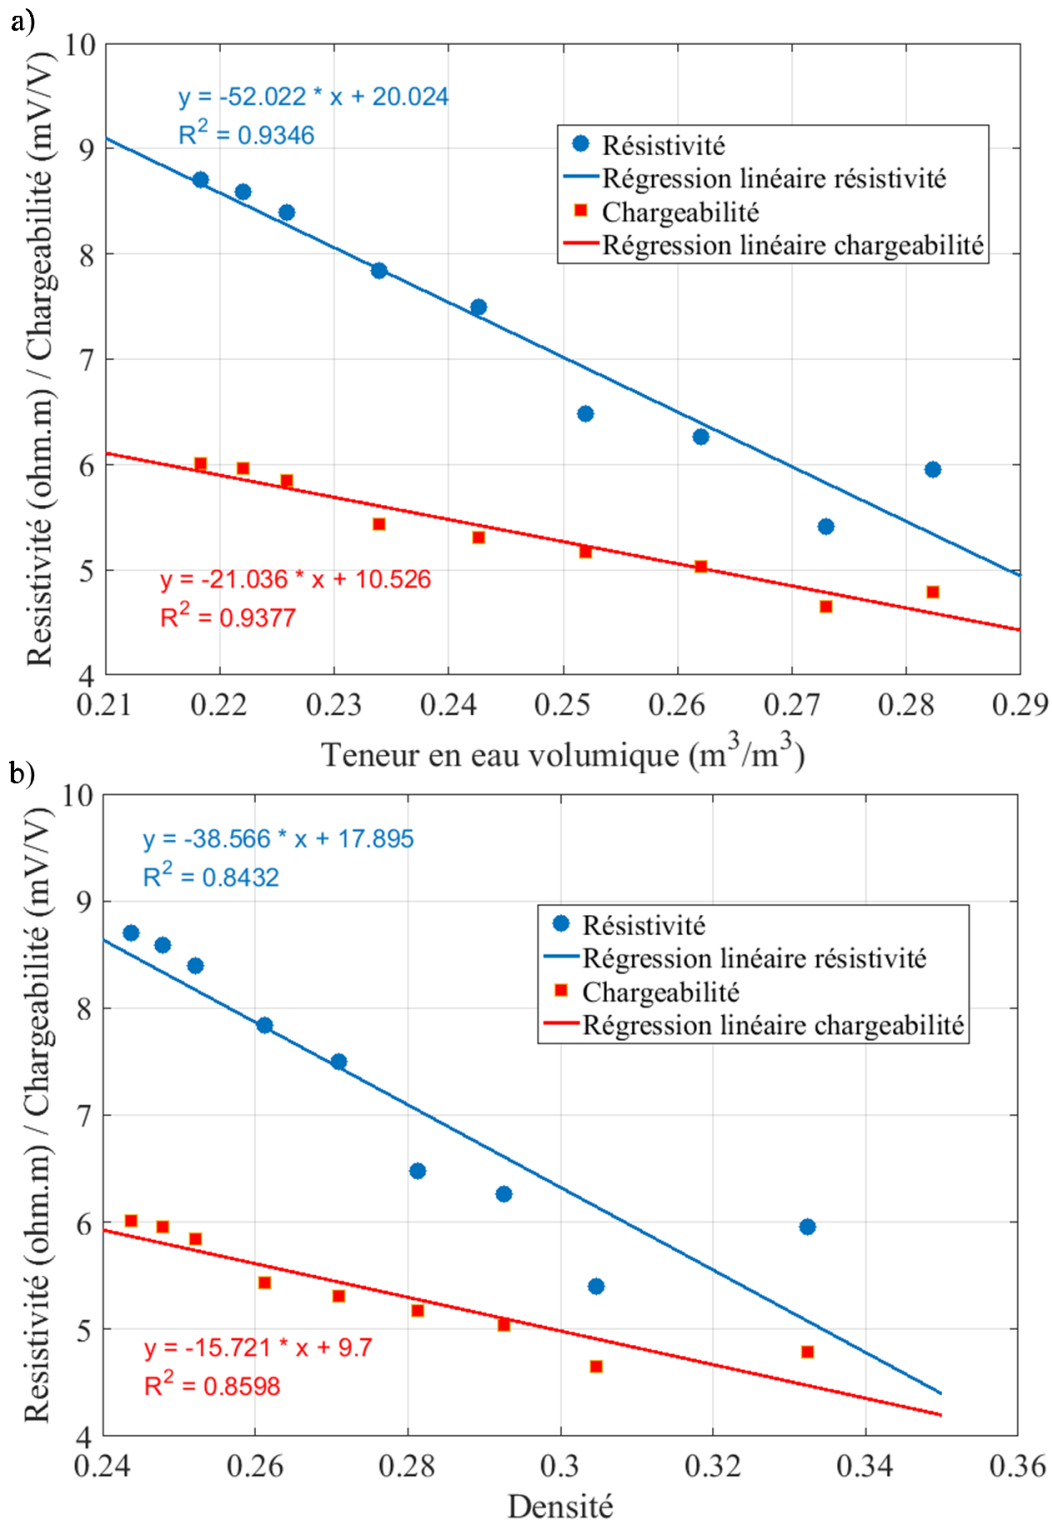 a)
Resistivité (ohm.m) / Chargeabilité (mV/V)
10
9
8
7
6
5
4
y = -52.022 * x + 20.024
R² = 0.9346
Résistivité
Régression linéaire résistivité
Chargeabilité
Régression linéaire chargeabilité
y = -21.036 * x + 10.526
R² = 0.9377
0.21 0.22 0.23 0.24 0.25 0.26 0.27 0.28 0.29
Teneur en eau volumique (m³/m³)
b)
Resistivité (ohm.m) / Chargeabilité (mV/V)
10
9
8
7
6
5
4
y = -38.566 * x + 17.895
R² = 0.8432
Résistivité
Régression linéaire résistivité
Chargeabilité
Régression linéaire chargeabilité
y = -15.721 * x + 9.7
R² = 0.8598
0.24 0.26 0.28 0.3 0.32 0.34 0.36
Densité